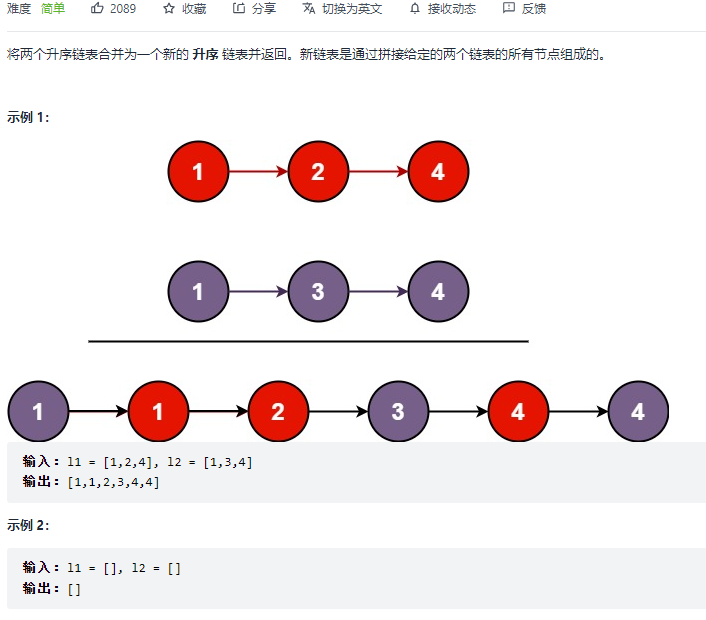 难度 简单 2089 收藏 分享 切换为英文 接收动态 反馈
将两个升序链表合并为一个新的 升序 链表并返回。新链表是通过拼接给定的两个链表的所有节点组成的。
示例 1：
1 2 4
1 3 4
1 1 2 3 4 4
输入：l1 = [1,2,4], l2 = [1,3,4]
输出：[1,1,2,3,4,4]
示例 2：
输入：l1 = [], l2 = []
输出：[]